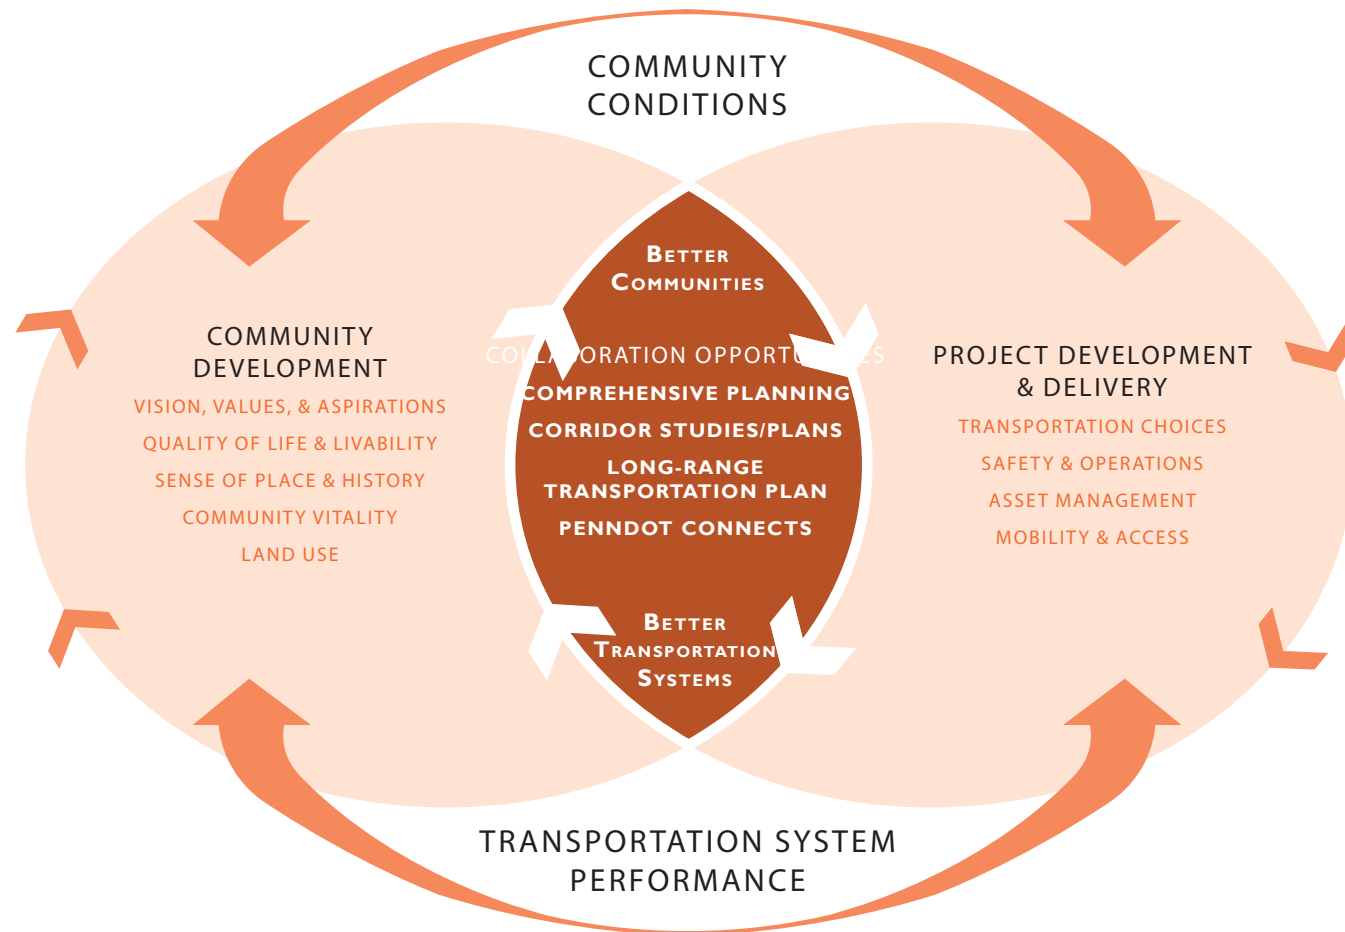 COMMUNITY
CONDITIONS
COMMUNITY
DEVELOPMENT
VISION, VALUES, & ASPIRATIONS
QUALITY OF LIFE & LIVABILITY
SENSE OF PLACE & HISTORY
COMMUNITY VITALITY
LAND USE
BETTER
COMMUNITIES
COLLABORATION OPPORTUNITIES
COMPREHENSIVE PLANNING
CORRIDOR STUDIES/PLANS
LONG-RANGE
TRANSPORTATION PLAN
PENNDOT CONNECTS
BETTER
TRANSPORTATION
SYSTEMS
PROJECT DEVELOPMENT
& DELIVERY
TRANSPORTATION CHOICES
SAFETY & OPERATIONS
ASSET MANAGEMENT
MOBILITY & ACCESS
TRANSPORTATION SYSTEM
PERFORMANCE